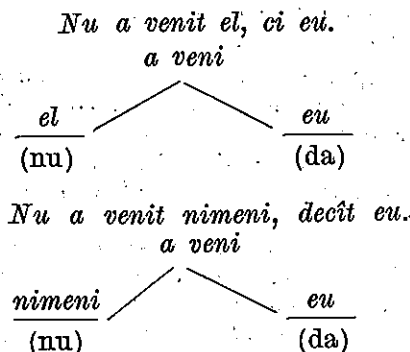 Nu a venit el, ci eu.
a veni
el eu
(nu) (da)
Nu a venit nimeni, decît eu.
a veni
nimeni eu
(nu) (da)